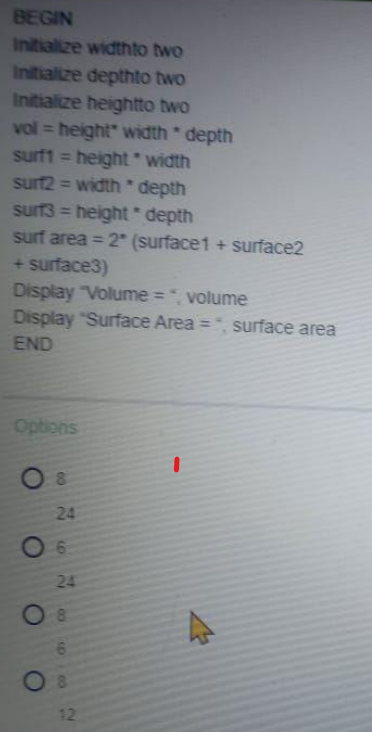 BEGIN
Initialize widthto two
Initialize depthto two
Initialize heightto two
vol = height* width * depth
surf1 = height * width
surf2 = width * depth
surf3 = height * depth
surf area = 2* (surface1 + surface2
+ surface3)
Display "Volume = ", volume
Display "Surface Area = ", surface area
END
Options
8
24
6
24
8
6
8
12